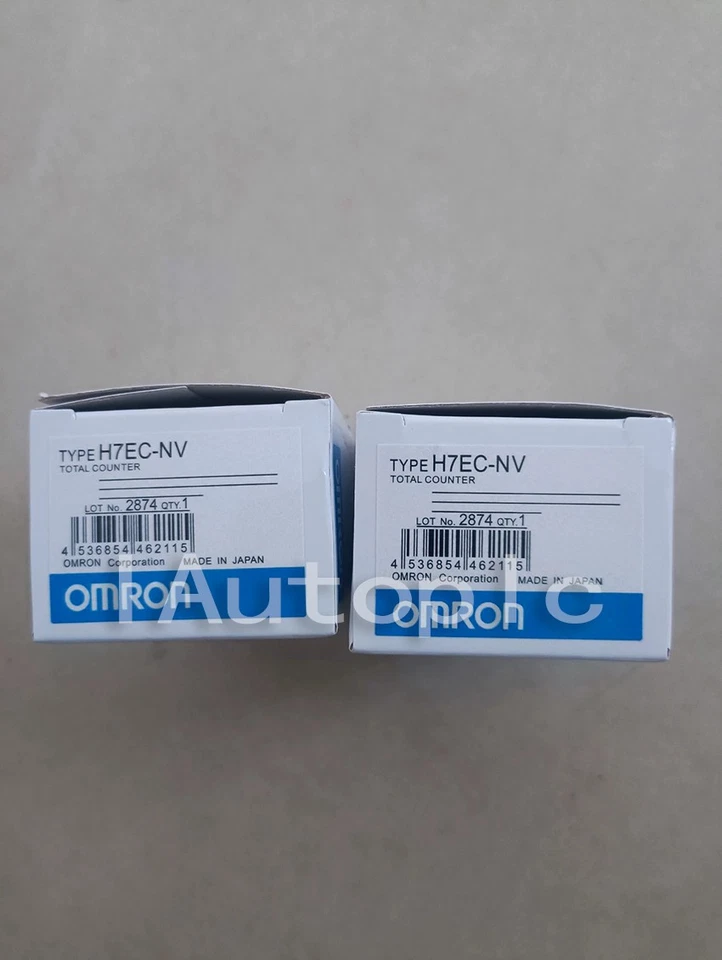 TYPE H7EC-NV
TOTAL COUNTER
LOT No. 2874 QTY.1
4 536854 462115
OMRON Corporation MADE IN JAPAN
OMRON
TYPE H7EC-NV
TOTAL COUNTER
LOT No. 2874 QTY.1
4 536854 462115
OMRON Corporation MADE IN JAPAN
OMRON
1Autoplc